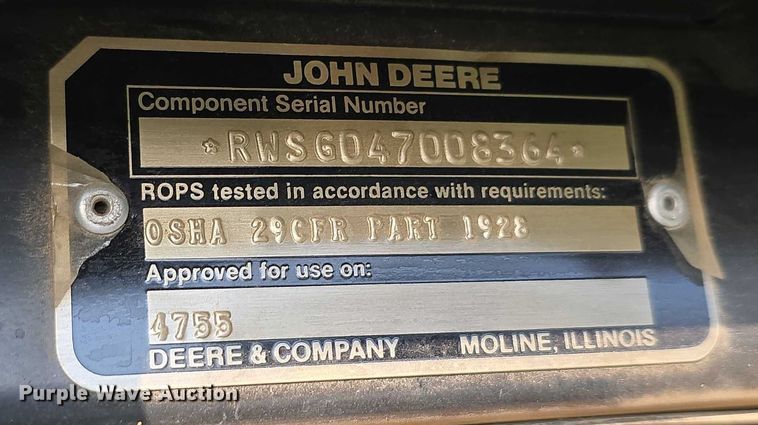 JOHN DEERE
Component Serial Number
*RWSG047008364*
ROPS tested in accordance with requirements:
OSHA 29CFR PART 1928
Approved for use on:
4755
DEERE & COMPANY MOLINE, ILLINOIS
Purple Wave Auction